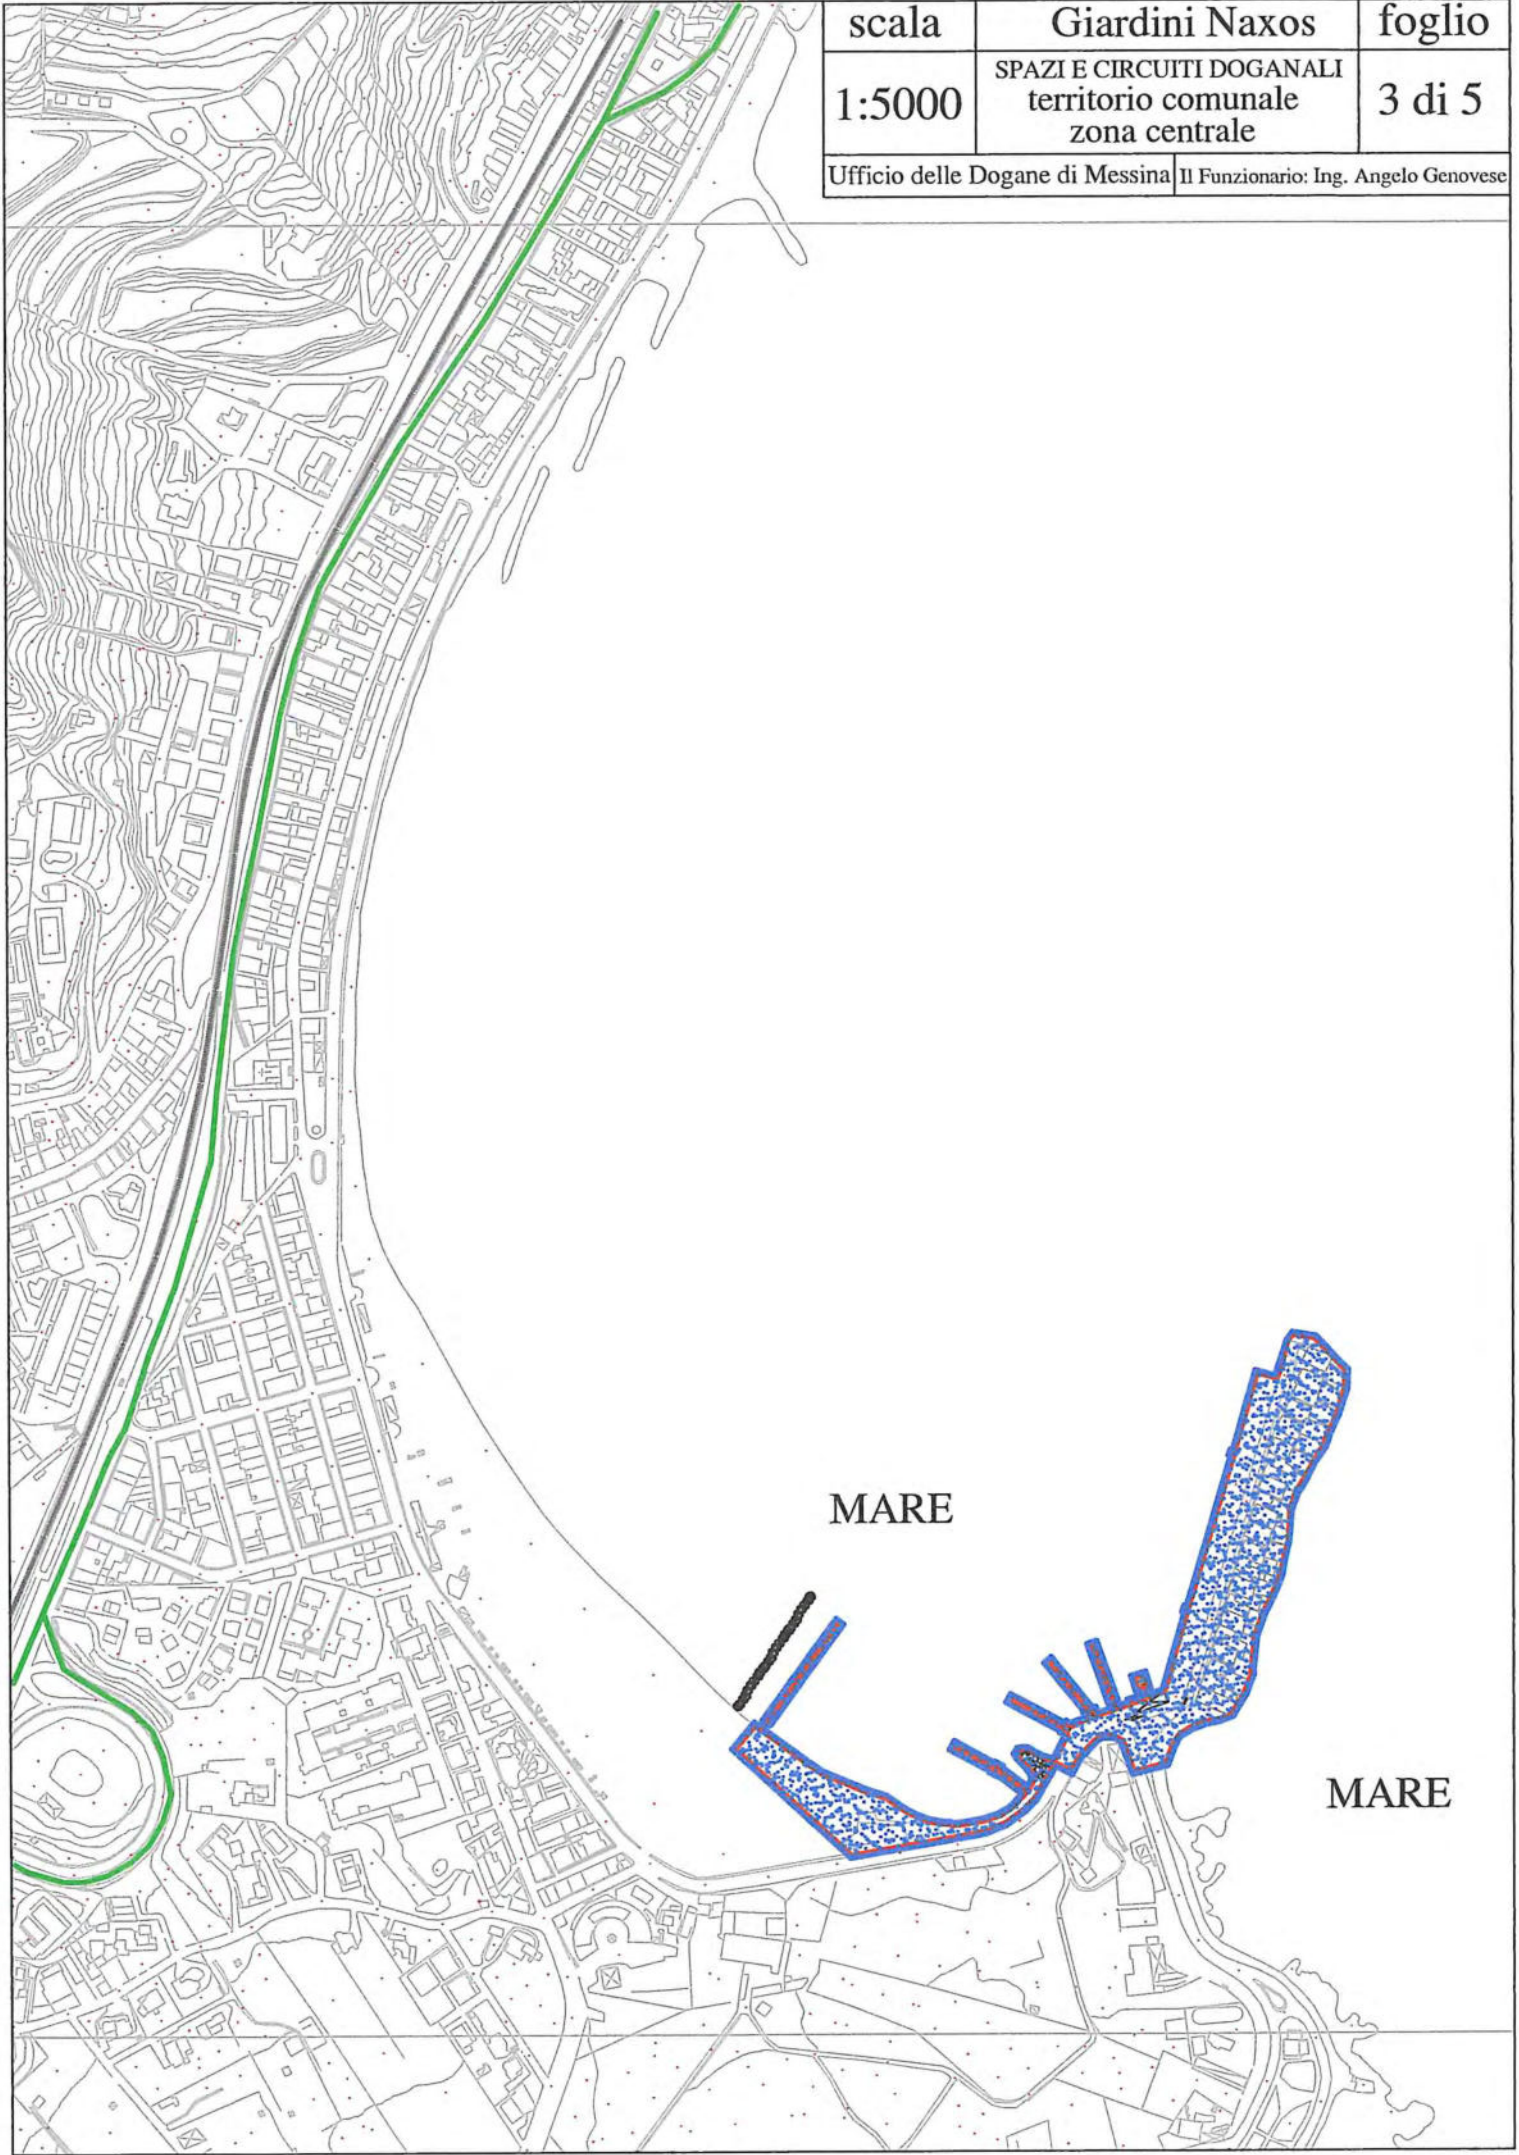 scala
Giardini Naxos
foglio
1:5000
SPAZI E CIRCUITI DOGANALI
territorio comunale
zona centrale
3 di 5
Ufficio delle Dogane di Messina
Il Funzionario: Ing. Angelo Genovese
MARE
MARE